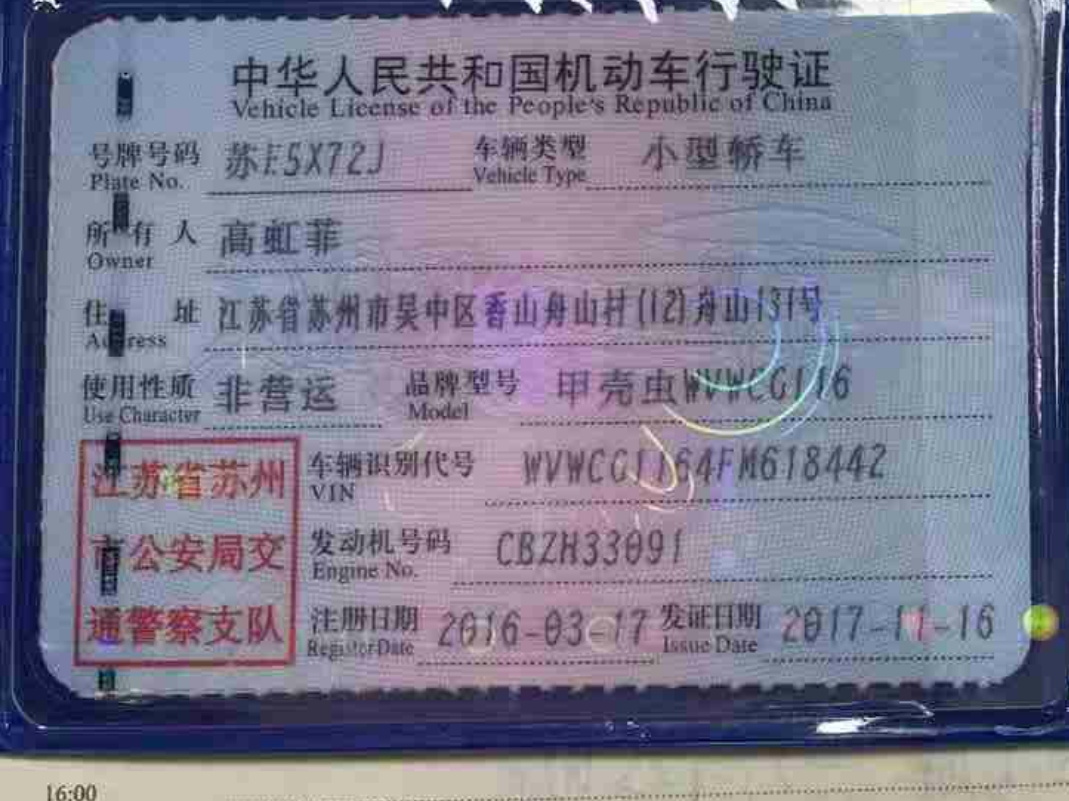 中华人民共和国机动车行驶证
Vehicle License of the People's Republic of China
号牌号码 苏E5X72J 车辆类型 小型轿车
Plate No. Vehicle Type
所有人 高虹菲
Owner
住址 江苏省苏州市吴中区香山舟山村(12)舟山131号
Address
使用性质 非营运 品牌型号 甲壳虫WVWCG116
Use Character Model
江苏省苏州 车辆识别代号 WVWCG1164FM618442
VIN
市公安局交 发动机号码 CBZH33091
Engine No.
通警察支队 注册日期 2016-03-17 发证日期 2017-11-16
Register Date Issue Date
16:00